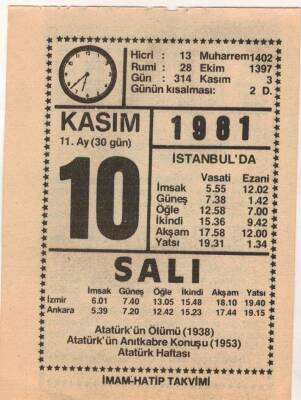 Hicri : 13 Muharrem 1402
Rumi : 28 Ekim 1397
Gün : 314 Kasım 3
Günün kısalması: 2 D.
KASIM
11. Ay (30 gün)
10
1981
İSTANBUL'DA
Vasati Ezani
İmsak 5.55 12.02
Güneş 7.38 1.42
Öğle 12.58 7.00
İkindi 15.36 9.42
Akşam 17.58 12.00
Yatsı 19.31 1.34
SALI
İmsak Güneş Öğle İkindi Akşam Yatsı
İzmir 6.01 7.40 13.05 15.48 18.10 19.40
Ankara 5.39 7.20 12.42 15.23 17.44 19.15
Atatürk'ün Ölümü (1938)
Atatürk'ün Anıtkabre Konuşu (1953)
Atatürk Haftası
İMAM-HATİP TAKVİMİ